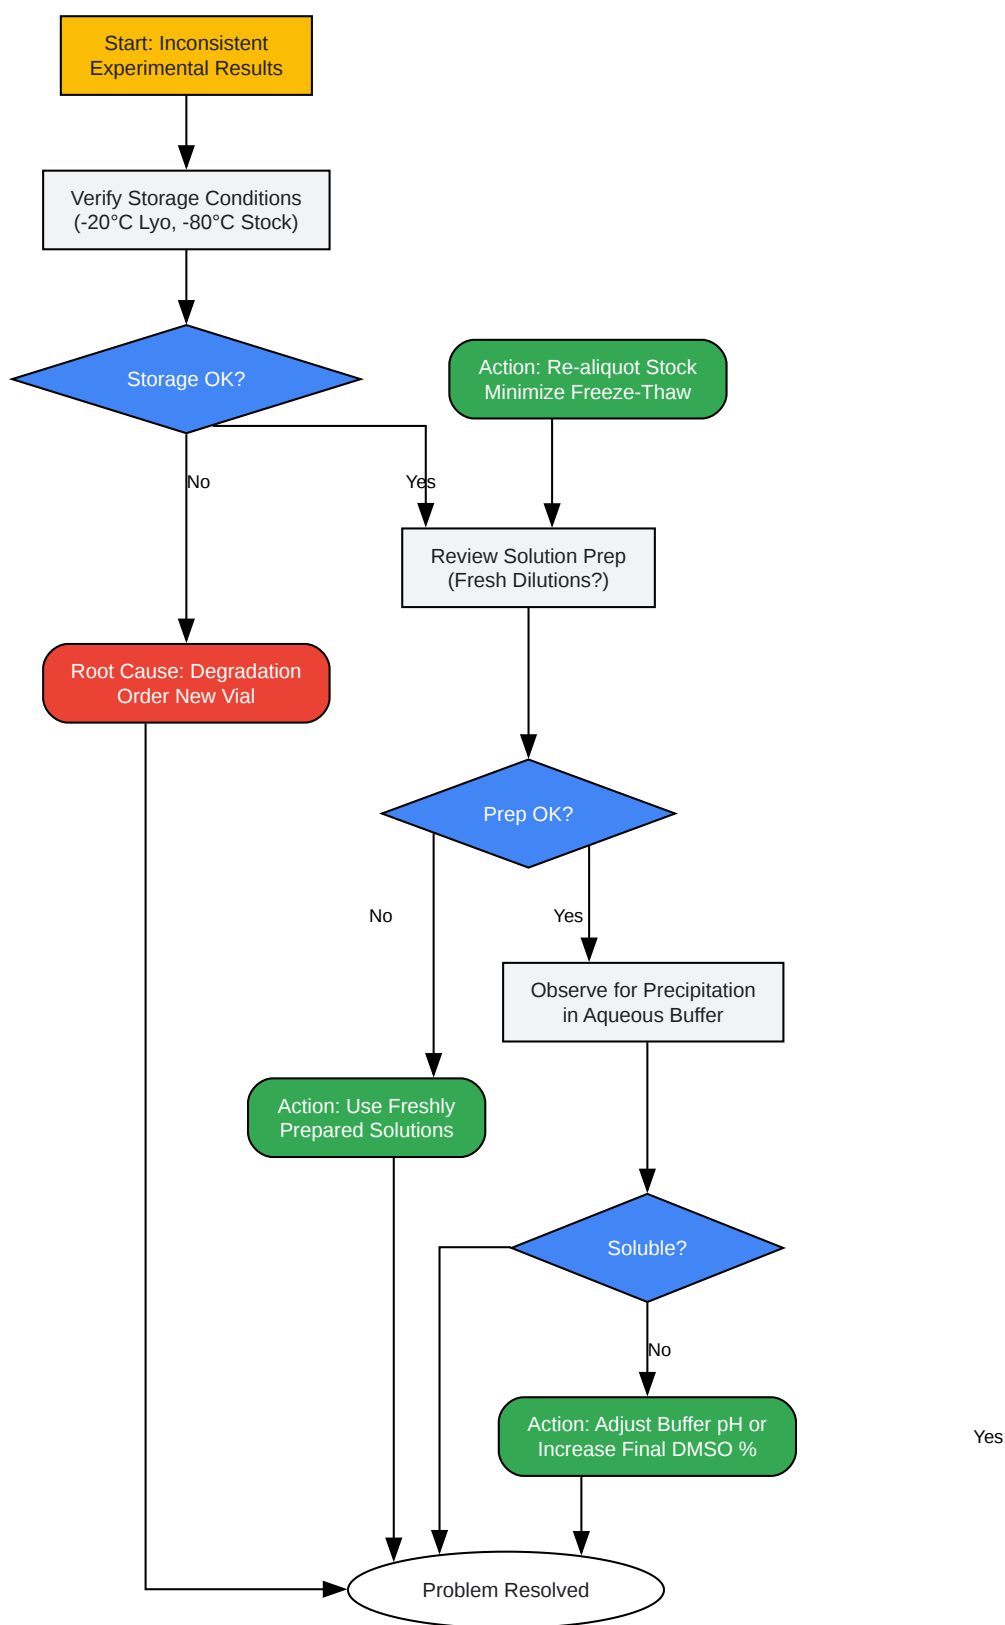 Start: Inconsistent
Experimental Results
Verify Storage Conditions
(-20°C Lyo, -80°C Stock)
Storage OK?
Action: Re-aliquot Stock
Minimize Freeze-Thaw
No
Yes
Review Solution Prep
(Fresh Dilutions?)
Root Cause: Degradation
Order New Vial
Prep OK?
No
Yes
Observe for Precipitation
in Aqueous Buffer
Action: Use Freshly
Prepared Solutions
Soluble?
No
Action: Adjust Buffer pH or
Increase Final DMSO %
Yes
Problem Resolved